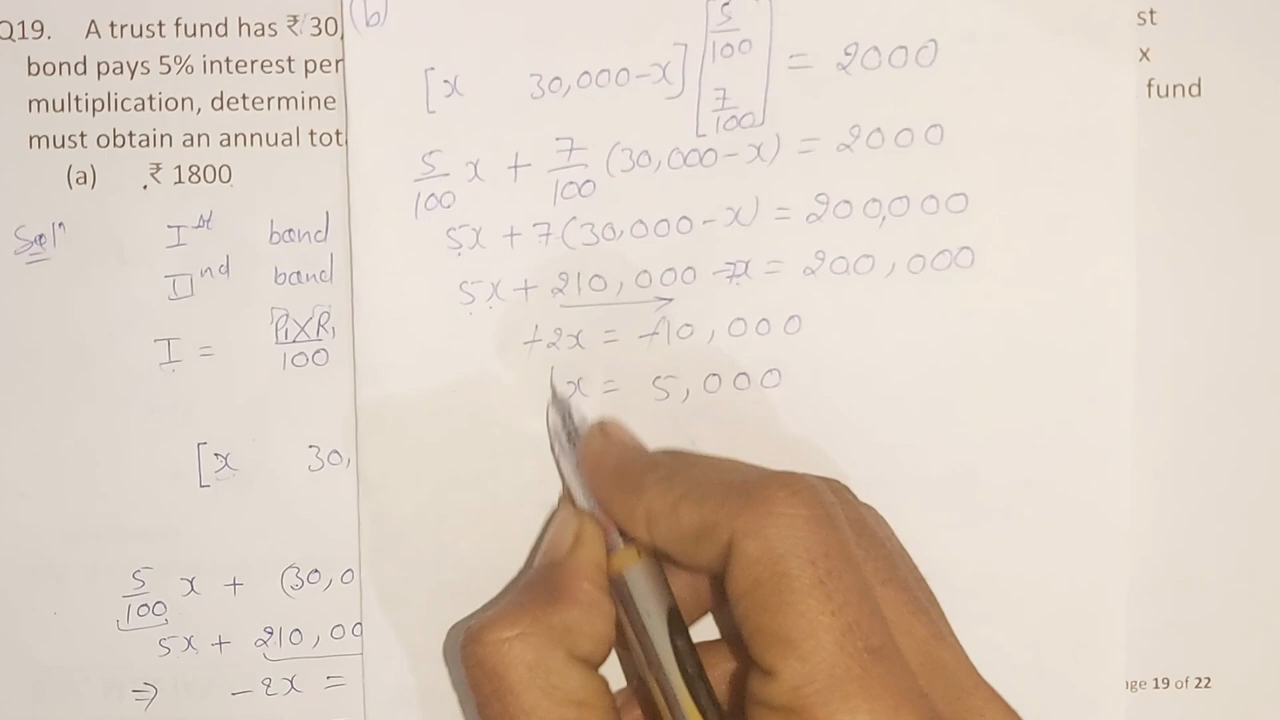 Q19. A trust fund has ₹ 30,
bond pays 5% interest per
multiplication, determine
must obtain an annual tot
(a) ₹ 1800
Solⁿ Ist bond
IInd bond
I = P₁×R₁/100
[x 30,
5/100 x + (30,0
5x + 210,00
⇒ -2x =
(b)
[x 30,000-x] [5/100 7/100] = 2000
5/100 x + 7/100 (30,000-x) = 2000
5x + 7(30,000-x) = 200,000
5x + 210,000 -7x = 200,000
+2x = +10,000
x = 5,000
st
x
fund
age 19 of 22